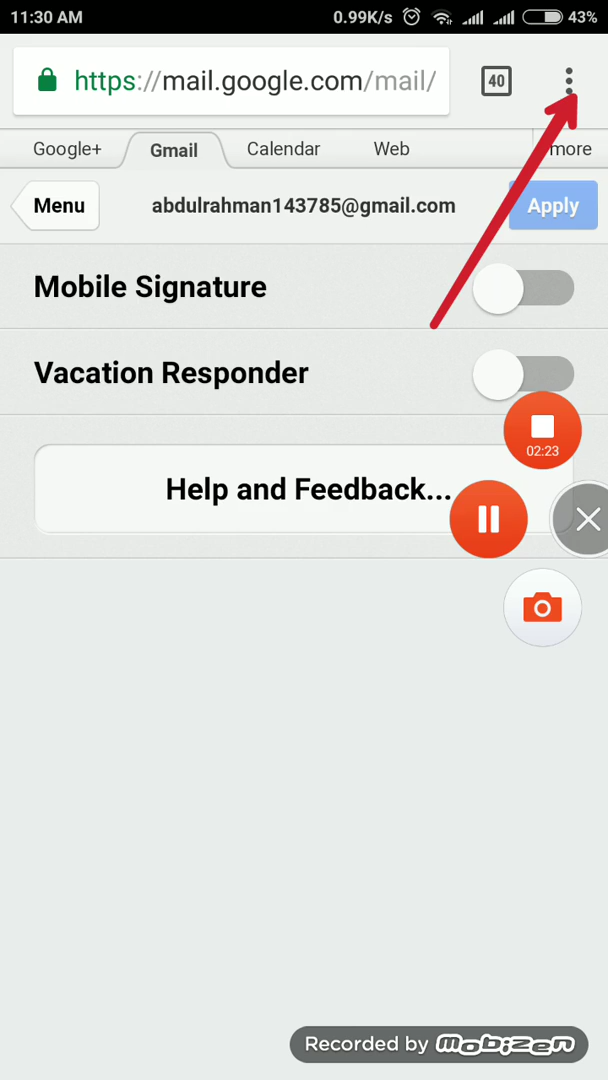 11:30 AM 0.99K/s 43%
https://mail.google.com/mail/ 40
Google+ Gmail Calendar Web more
Menu abdulrahman143785@gmail.com Apply
Mobile Signature
Vacation Responder
02:23
Help and Feedback...
Recorded by mobizen